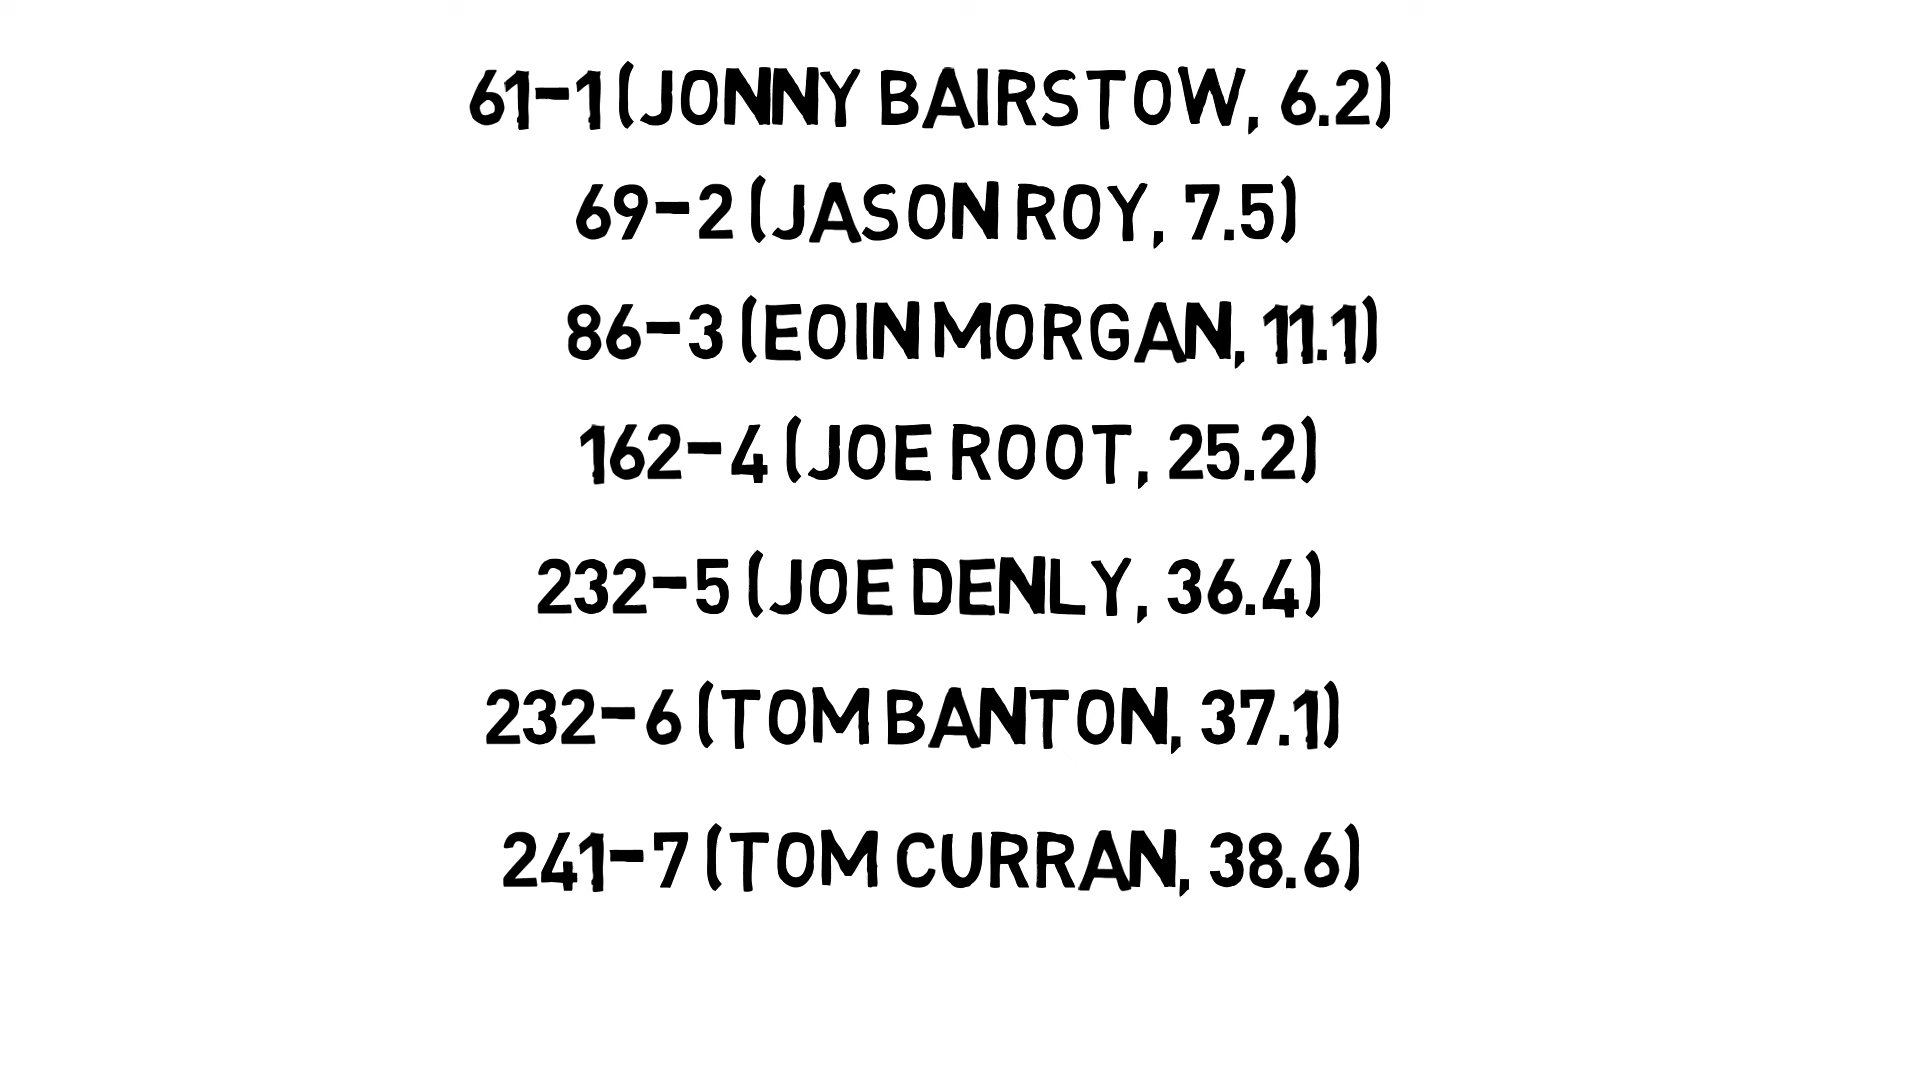 61-1 (JONNY BAIRSTOW, 6.2)
69-2 (JASON ROY, 7.5)
86-3 (EOIN MORGAN, 11.1)
162-4 (JOE ROOT, 25.2)
232-5 (JOE DENLY, 36.4)
232-6 (TOM BANTON, 37.1)
241-7 (TOM CURRAN, 38.6)